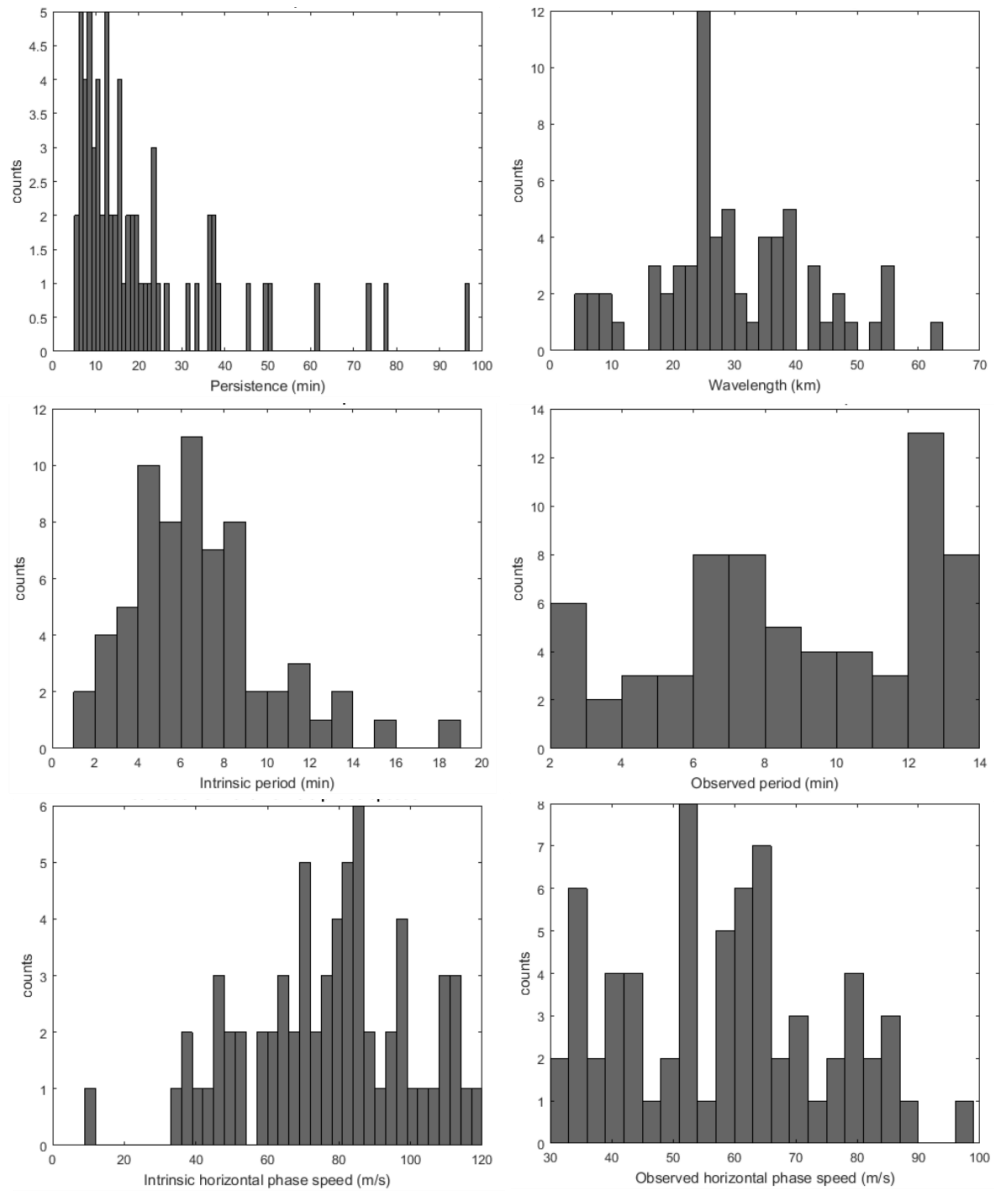 5
4.5
4
3.5
3
2.5
2
1.5
1
0.5
0
counts
0 10 20 30 40 50 60 70 80 90 100
Persistence (min)
12
10
8
6
4
2
0
counts
0 10 20 30 40 50 60 70
Wavelength (km)
12
10
8
6
4
2
0
counts
0 2 4 6 8 10 12 14 16 18 20
Intrinsic period (min)
14
12
10
8
6
4
2
0
counts
2 4 6 8 10 12 14
Observed period (min)
6
5
4
3
2
1
0
counts
0 20 40 60 80 100 120
Intrinsic horizontal phase speed (m/s)
8
7
6
5
4
3
2
1
0
counts
30 40 50 60 70 80 90 100
Observed horizontal phase speed (m/s)